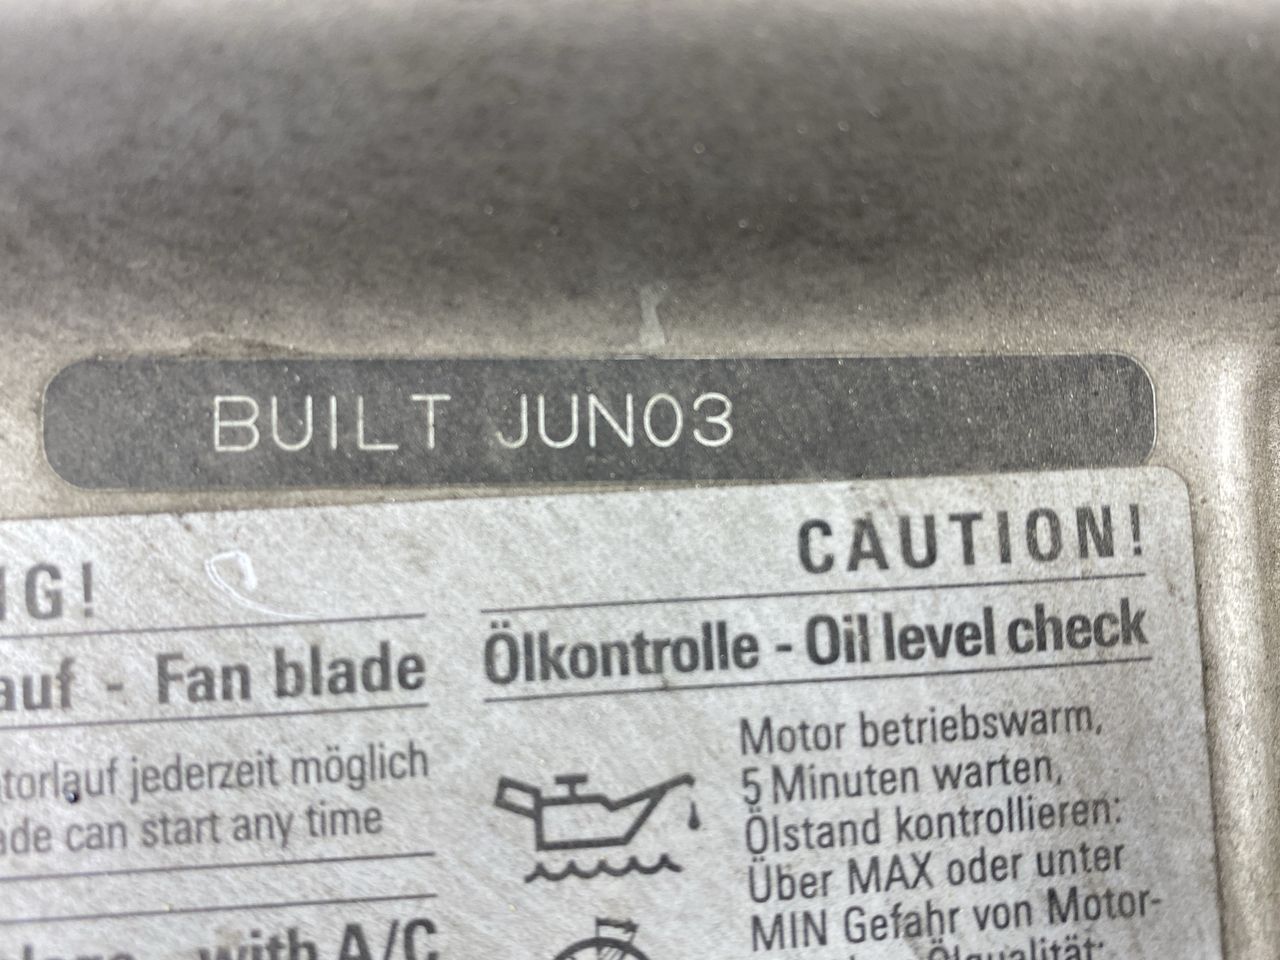 BUILT JUN03
CAUTION!
G!
auf - Fan blade
Ölkontrolle - Oil level check
torlauf jederzeit möglich
ade can start any time
Motor betriebswarm,
5 Minuten warten,
Ölstand kontrollieren:
Über MAX oder unter
MIN Gefahr von Motor-
with A/C
Ölqualität: